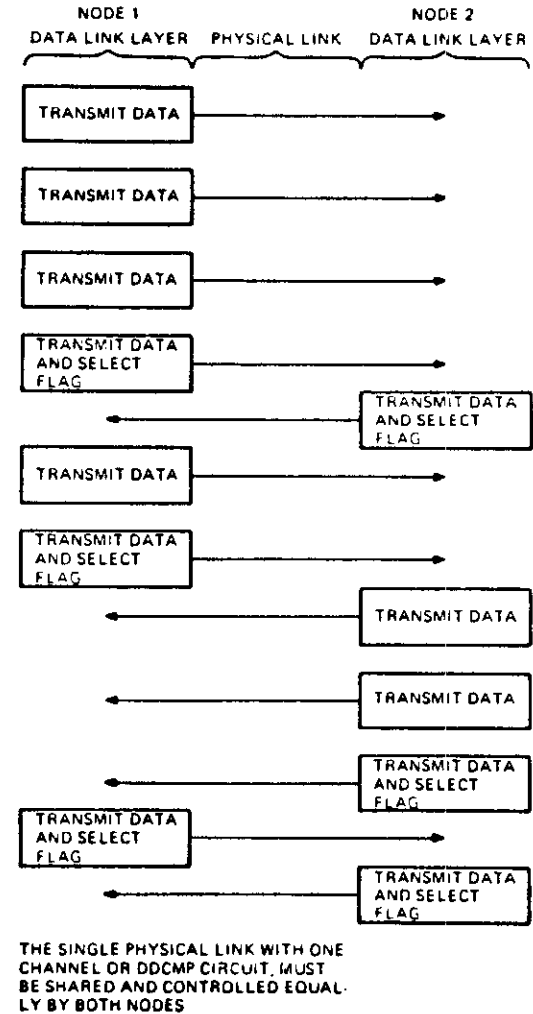 NODE 1
NODE 2
DATA LINK LAYER
PHYSICAL LINK
DATA LINK LAYER
TRANSMIT DATA
TRANSMIT DATA
TRANSMIT DATA
TRANSMIT DATA
AND SELECT
FLAG
TRANSMIT DATA
AND SELECT
FLAG
TRANSMIT DATA
TRANSMIT DATA
AND SELECT
FLAG
TRANSMIT DATA
TRANSMIT DATA
TRANSMIT DATA
AND SELECT
FLAG
TRANSMIT DATA
AND SELECT
FLAG
TRANSMIT DATA
AND SELECT
FLAG
THE SINGLE PHYSICAL LINK WITH ONE
CHANNEL OR DDCMP CIRCUIT, MUST
BE SHARED AND CONTROLLED EQUAL-
LY BY BOTH NODES